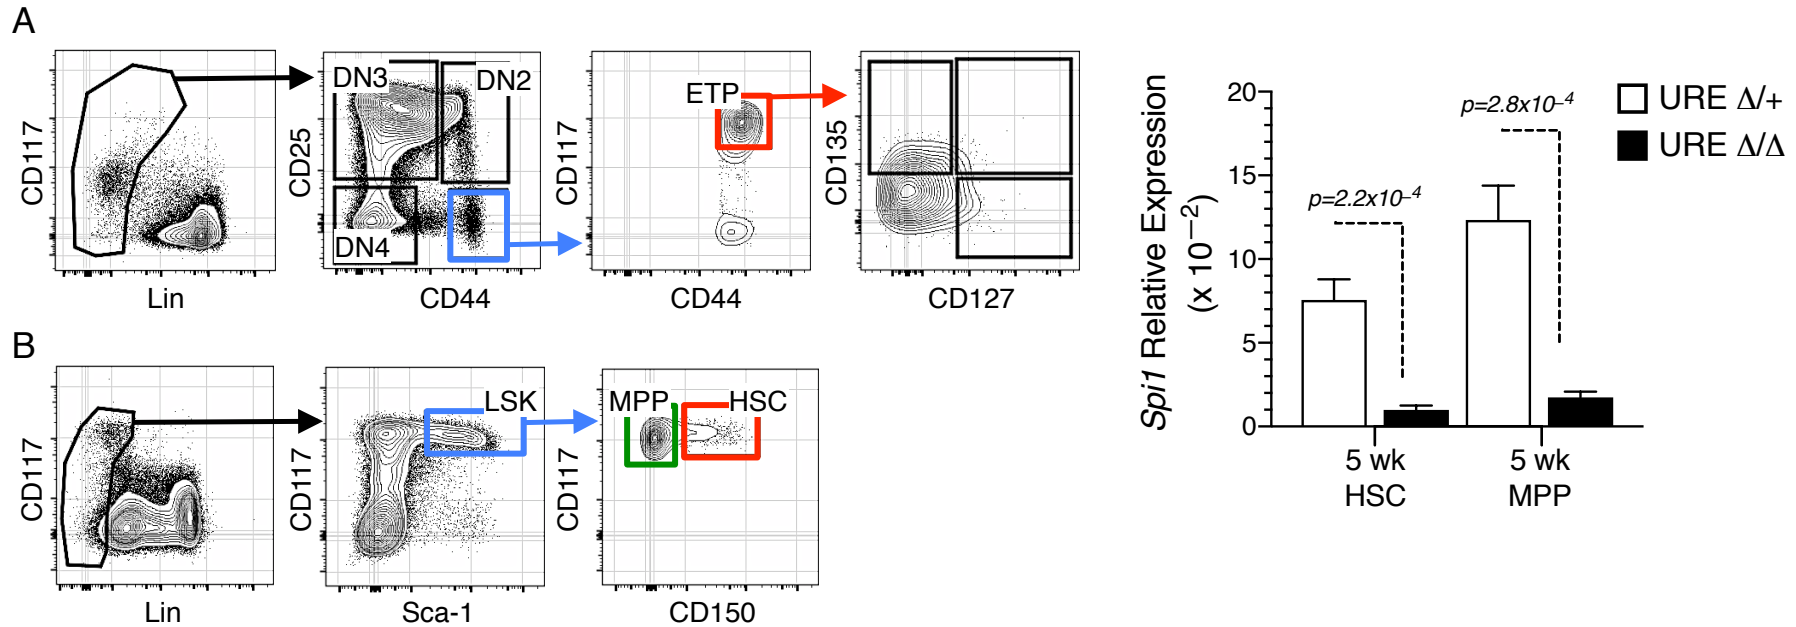 A
CD117
Lin
DN3
DN2
DN4
CD25
CD44
ETP
CD117
CD44
CD135
CD127
B
CD117
Lin
LSK
CD117
Sca-1
MPP
HSC
CD117
CD150
Spi1 Relative Expression
(x 10–2)
20
15
10
5
0
p=2.2x10–4
p=2.8x10–4
5 wk
HSC
5 wk
MPP
URE Δ/+
URE Δ/Δ